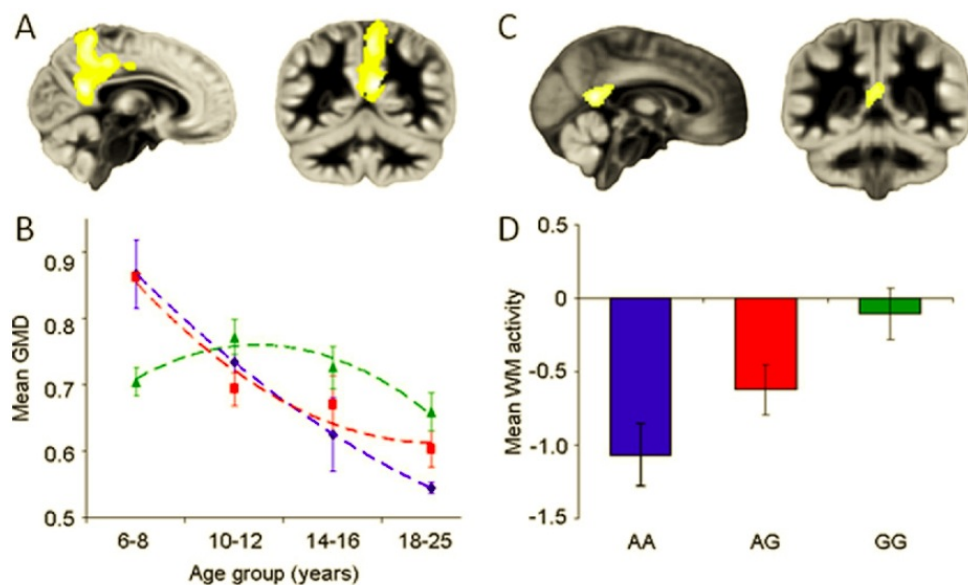 A
C
B
0.9
0.8
0.7
0.6
0.5
Mean GMD
6-8 10-12 14-16 18-25
Age group (years)
D
0.5
0
-0.5
-1.0
-1.5
Mean WM activity
AA AG GG